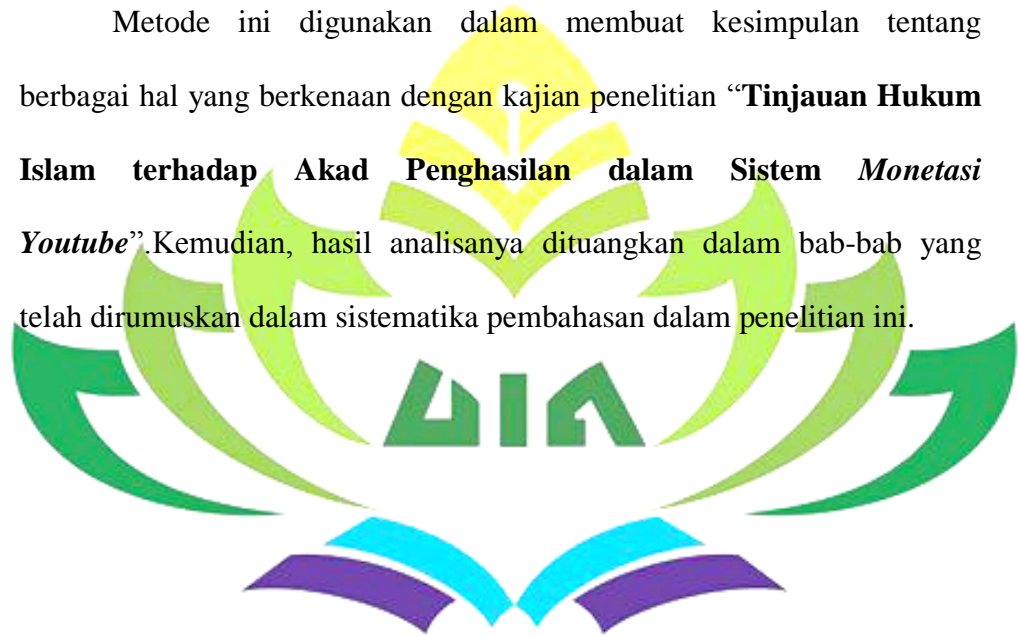 Metode ini digunakan dalam membuat kesimpulan tentang
berbagai hal yang berkenaan dengan kajian penelitian “Tinjauan Hukum
Islam terhadap Akad Penghasilan dalam Sistem Monetasi
Youtube”.Kemudian, hasil analisanya dituangkan dalam bab-bab yang
telah dirumuskan dalam sistematika pembahasan dalam penelitian ini.
UIN